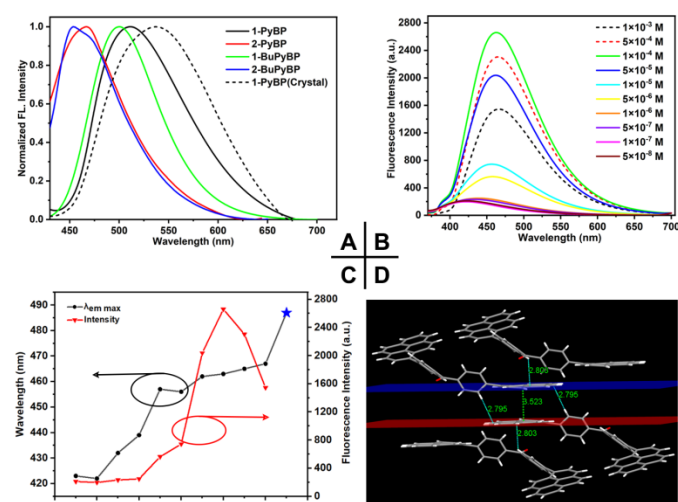 Normalized FL Intensity
1.0
0.8
0.6
0.4
0.2
0.0
1-PyBP
2-PyBP
1-BuPyBP
2-BuPyBP
1-PyBP(Crystal)
450 500 550 600 650 700
Wavelength (nm)
Fluorescence Intensity (a.u.)
2800
2400
2000
1600
1200
800
400
0
1×10⁻³ M
5×10⁻⁴ M
1×10⁻⁴ M
5×10⁻⁵ M
1×10⁻⁵ M
5×10⁻⁶ M
1×10⁻⁶ M
5×10⁻⁷ M
1×10⁻⁷ M
5×10⁻⁸ M
400 450 500 550 600 650 700
Wavelength (nm)
A B
C D
Wavelength (nm)
490
480
470
460
450
440
430
420
λem max
Intensity
2800
2400
2000
1600
1200
800
400
200
0
Fluorescence Intensity (a.u.)
2.795
3.523
2.795
2.803